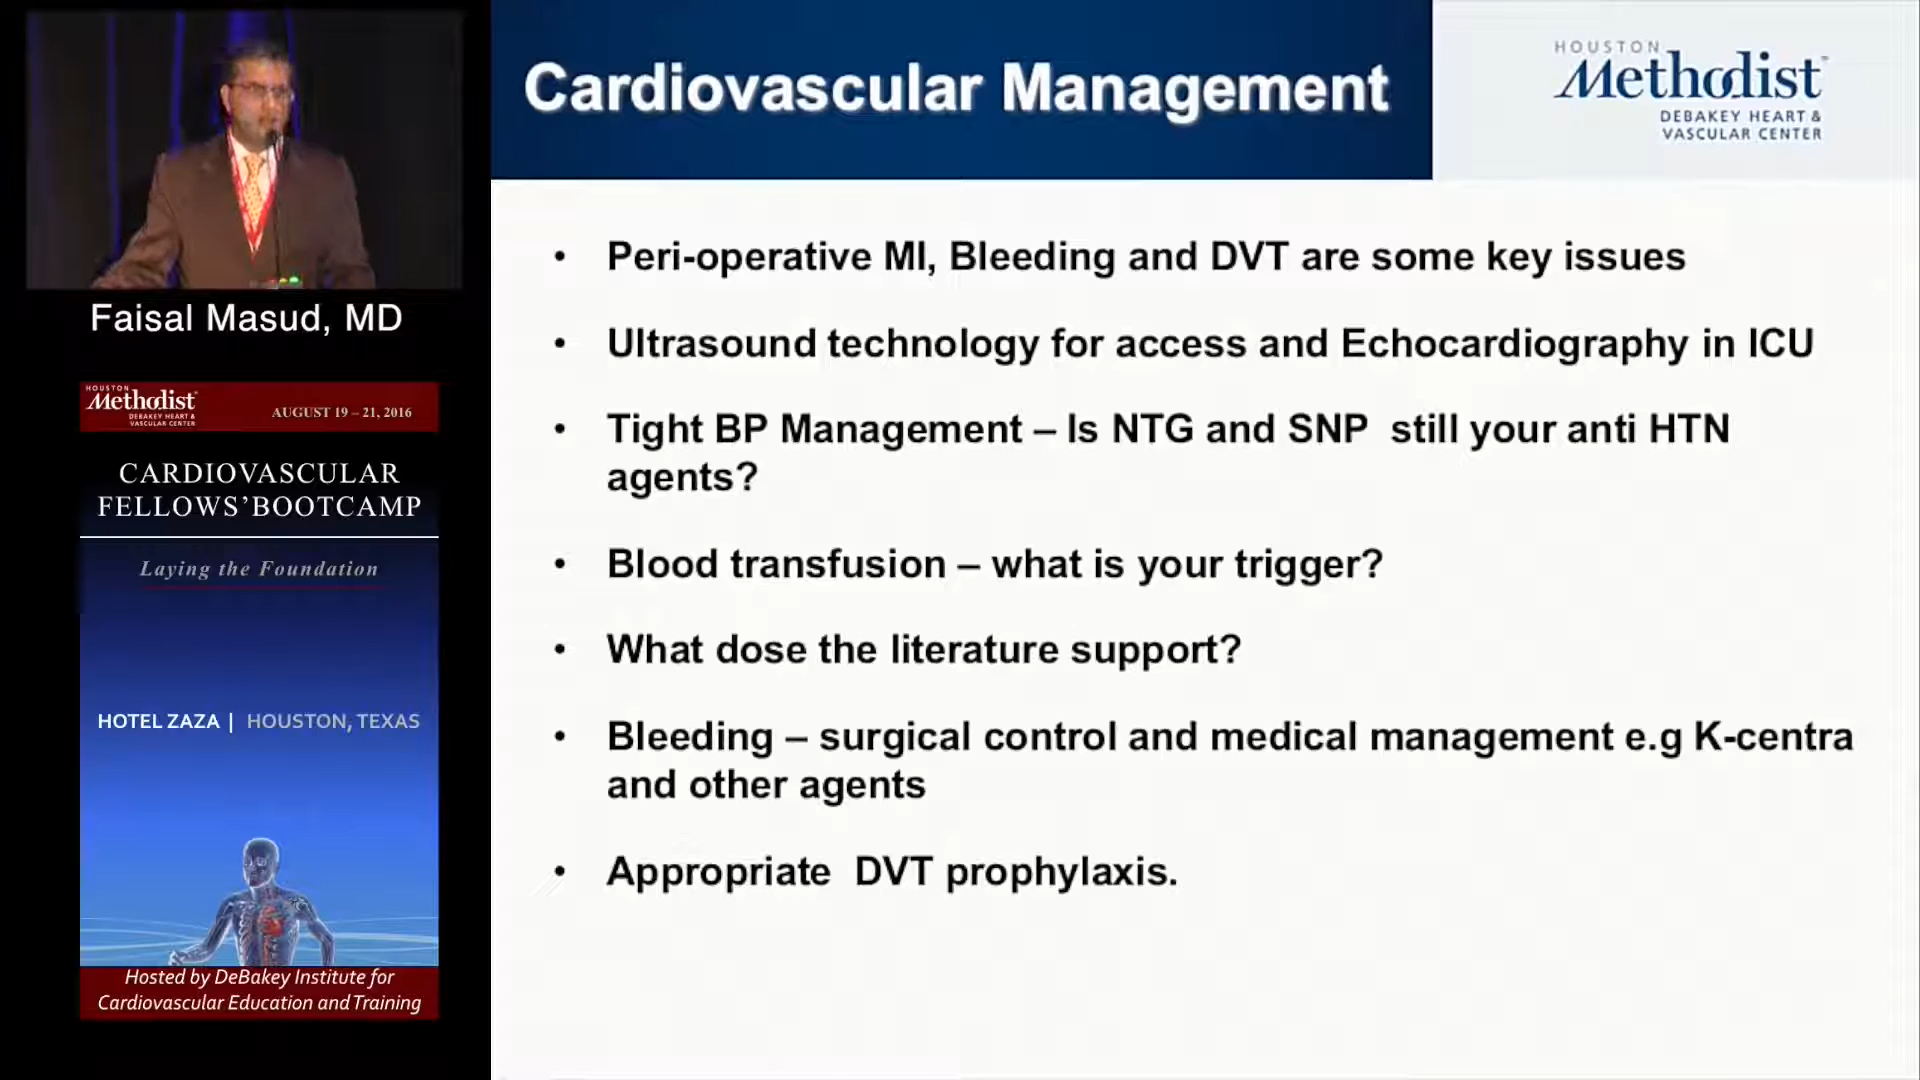 Cardiovascular Management
HOUSTON
Methodist™
DEBAKEY HEART &
VASCULAR CENTER
• Peri-operative MI, Bleeding and DVT are some key issues
• Ultrasound technology for access and Echocardiography in ICU
• Tight BP Management – Is NTG and SNP still your anti HTN
agents?
• Blood transfusion – what is your trigger?
• What dose the literature support?
• Bleeding – surgical control and medical management e.g K-centra
and other agents
• Appropriate DVT prophylaxis.
Faisal Masud, MD
HOUSTON
Methodist
DEBAKEY HEART &
VASCULAR CENTER
AUGUST 19 – 21, 2016
CARDIOVASCULAR
FELLOWS’BOOTCAMP
Laying the Foundation
HOTEL ZAZA | HOUSTON, TEXAS
Hosted by DeBakey Institute for
Cardiovascular Education and Training